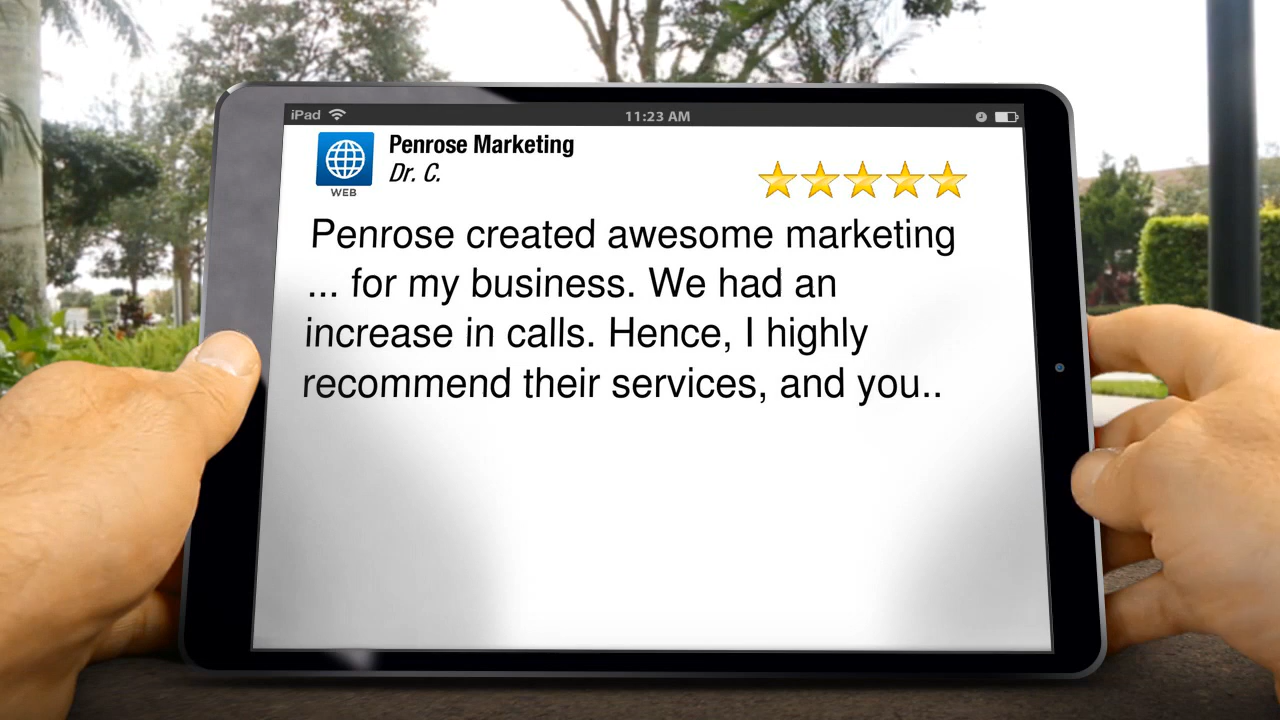 iPad 11:23 AM
Penrose Marketing
Dr. C.
WEB
Penrose created awesome marketing
... for my business. We had an
increase in calls. Hence, I highly
recommend their services, and you..